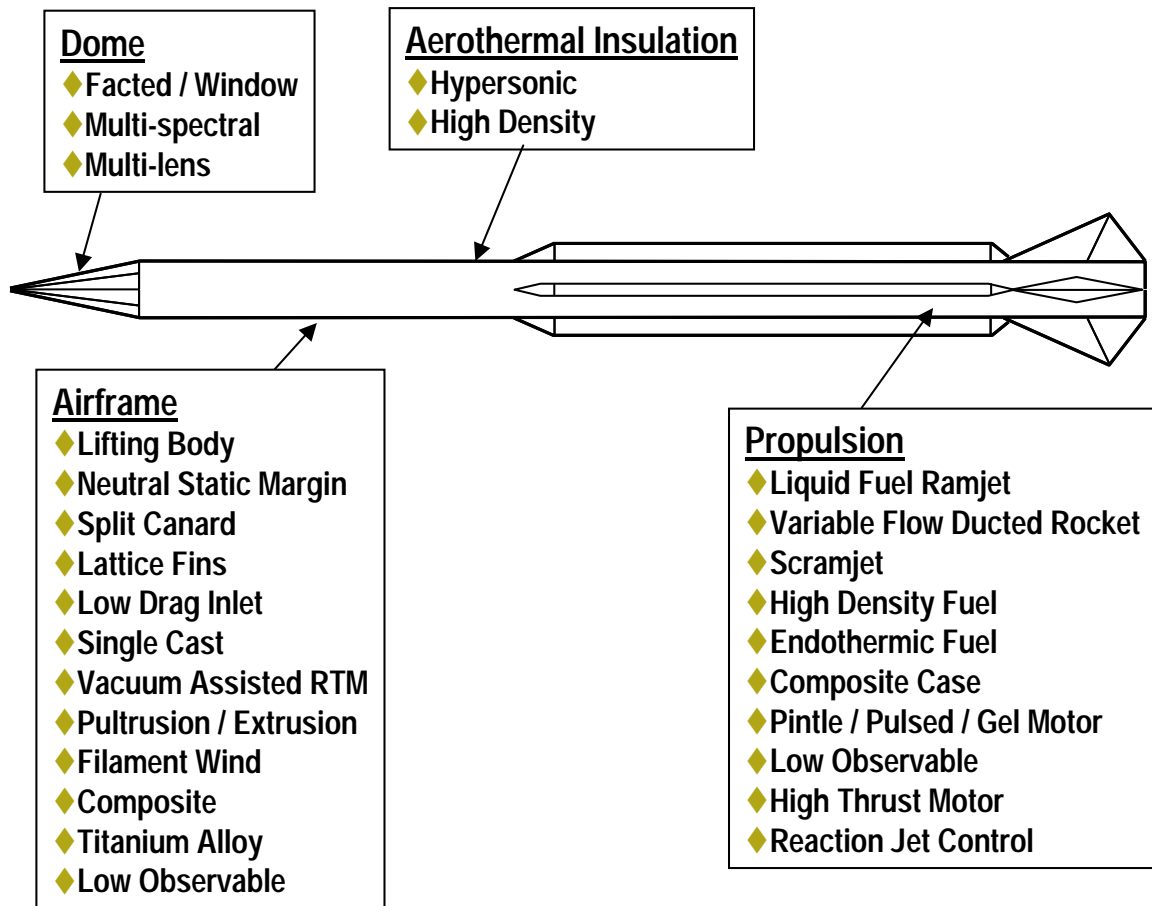 Dome
♦Facted / Window
♦Multi-spectral
♦Multi-lens
Aerothermal Insulation
♦Hypersonic
♦High Density
Airframe
♦Lifting Body
♦Neutral Static Margin
♦Split Canard
♦Lattice Fins
♦Low Drag Inlet
♦Single Cast
♦Vacuum Assisted RTM
♦Pultrusion / Extrusion
♦Filament Wind
♦Composite
♦Titanium Alloy
♦Low Observable
Propulsion
♦Liquid Fuel Ramjet
♦Variable Flow Ducted Rocket
♦Scramjet
♦High Density Fuel
♦Endothermic Fuel
♦Composite Case
♦Pintle / Pulsed / Gel Motor
♦Low Observable
♦High Thrust Motor
♦Reaction Jet Control